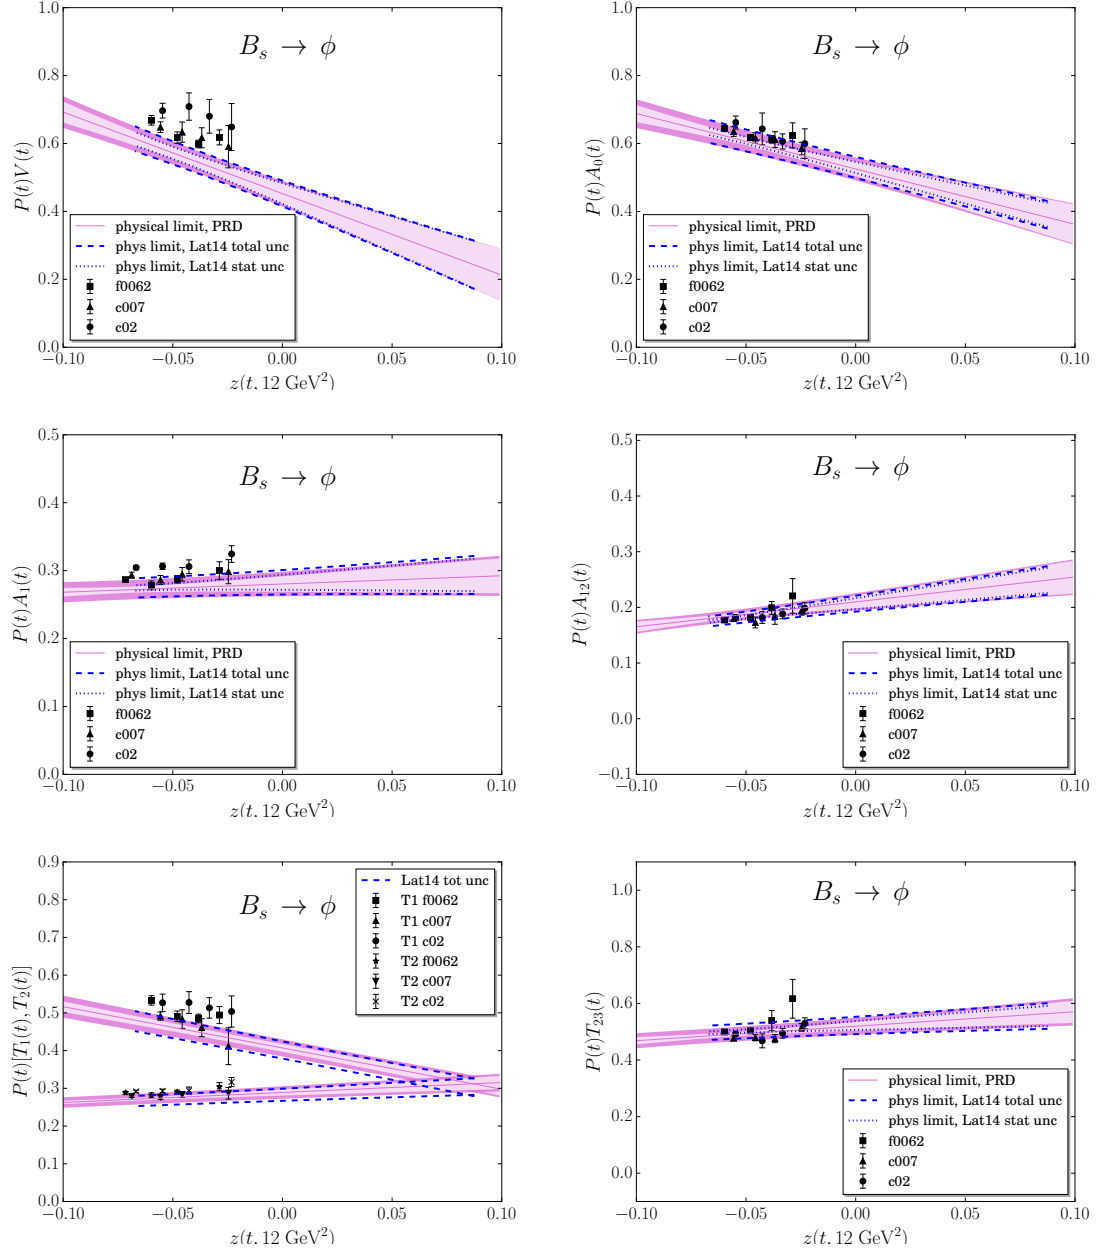 B_s → ϕ
P(t)V(t)
1.0
0.8
0.6
0.4
0.2
0.0
physical limit, PRD
phys limit, Lat14 total unc
phys limit, Lat14 stat unc
f0062
c007
c02
−0.10 −0.05 0.00 0.05 0.10
z(t, 12 GeV²)
B_s → ϕ
P(t)A_0(t)
1.0
0.8
0.6
0.4
0.2
0.0
physical limit, PRD
phys limit, Lat14 total unc
phys limit, Lat14 stat unc
f0062
c007
c02
−0.10 −0.05 0.00 0.05 0.10
z(t, 12 GeV²)
B_s → ϕ
P(t)A_1(t)
0.5
0.4
0.3
0.2
0.1
0.0
physical limit, PRD
phys limit, Lat14 total unc
phys limit, Lat14 stat unc
f0062
c007
c02
−0.10 −0.05 0.00 0.05 0.10
z(t, 12 GeV²)
B_s → ϕ
P(t)A_12(t)
0.5
0.4
0.3
0.2
0.1
0.0
−0.1
physical limit, PRD
phys limit, Lat14 total unc
phys limit, Lat14 stat unc
f0062
c007
c02
−0.10 −0.05 0.00 0.05 0.10
z(t, 12 GeV²)
B_s → ϕ
P(t)[T_1(t), T_2(t)]
0.9
0.8
0.7
0.6
0.5
0.4
0.3
0.2
0.1
0.0
Lat14 tot unc
T1 f0062
T1 c007
T1 c02
T2 f0062
T2 c007
T2 c02
−0.10 −0.05 0.00 0.05 0.10
z(t, 12 GeV²)
B_s → ϕ
P(t)T_23(t)
1.0
0.8
0.6
0.4
0.2
0.0
physical limit, PRD
phys limit, Lat14 total unc
phys limit, Lat14 stat unc
f0062
c007
c02
−0.10 −0.05 0.00 0.05 0.10
z(t, 12 GeV²)